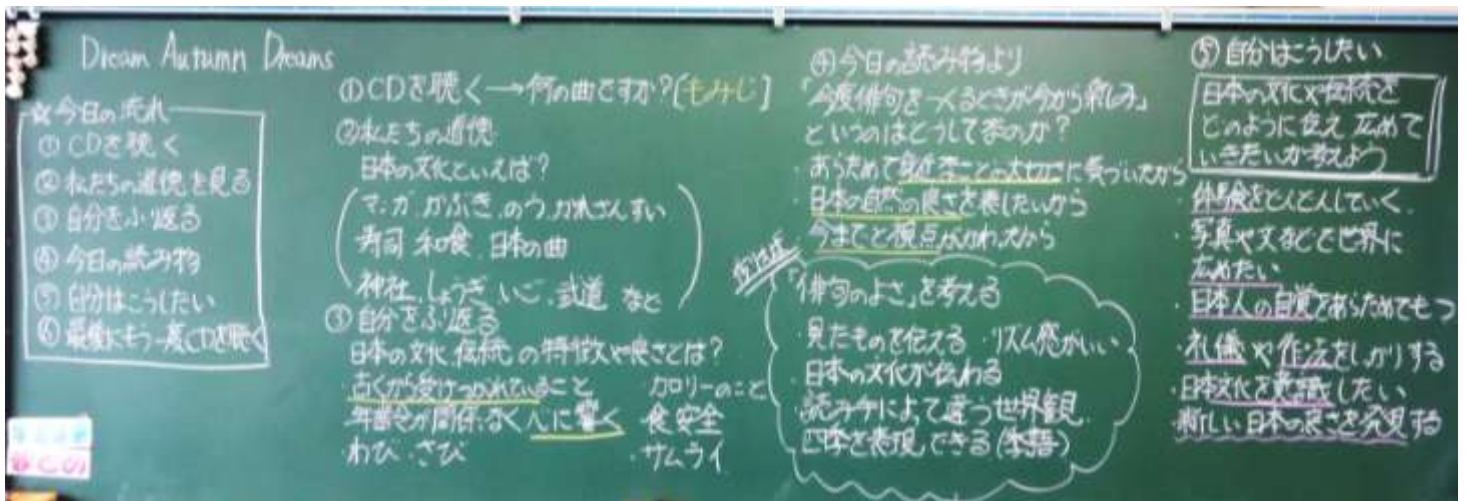 Dream Autumn Dreams
☆今日の流れ
① CDを聴く
② 私たちの道徳を見る
③ 自分をふり返る
④ 今日の読み物
⑤ 自分はこうしたい
⑥ 最後にもう一度CDを聴く
①CDを聴く→何の曲ですか?[もみじ]
②私たちの道徳
日本の文化といえば?
マンガ.かぶき.のう.かれさんすい
寿司 和食.日本の曲
神社.しょうぎ.いご.武道 など
③ 自分をふり返る
日本の文化.伝統の特徴や良さとは?
・古くから受けつがれていること
・カロリーのこと
年齢が関係なく人に響く
・食安全
・わび・さび
・サムライ
④今日の読み物より
「今度俳句をつくるときが今から楽しみ」
というのはどうしてなのか?
・あらためて身近なことの大切さに気づいたから
・日本の自然の良さを表したいから
・今までと視点がかわったから
「俳句のよさ」を考える
・見たものを伝える ・リズム感がいい
・日本の文化が伝わる
・読み手によって違う世界観
・四季を表現できる(季語)
⑤自分はこうしたい
日本の文化や伝統を
どのように伝え 広めて
いきたいか考えよう
・体験をどんどんしていく.
・写真や文などで世界に
広めたい
・日本人の自覚をあらためてもつ
・礼儀や作法をしっかりする
・日本文化を意識したい
・新しい日本の良さを発見する